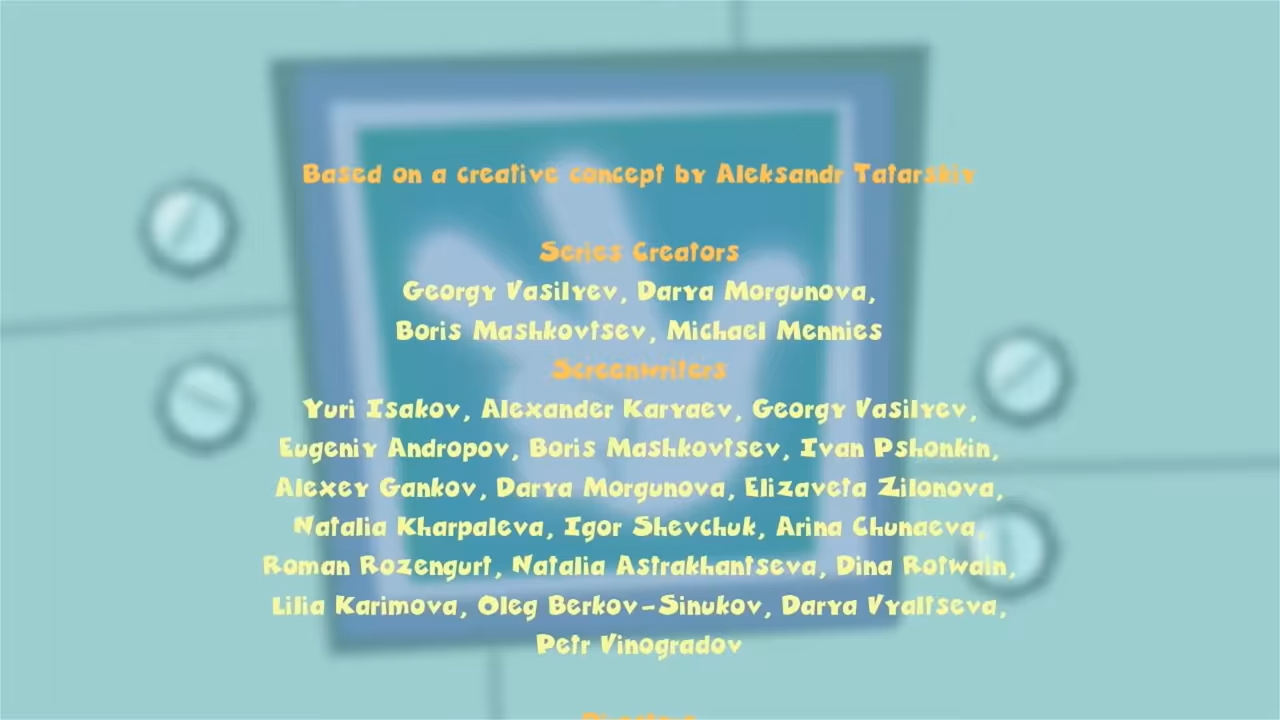 Based on a creative concept by Aleksandr Tatarskiy
Series Creators
Georgy Vasilyev, Darya Morgunova,
Boris Mashkovtsev, Michael Mennies
Screenwriters
Yuri Isakov, Alexander Karyaev, Georgy Vasilyev,
Eugeniy Andropov, Boris Mashkovtsev, Ivan Pshonkin,
Alexey Gankov, Darya Morgunova, Elizaveta Zilonova,
Natalia Kharpaleva, Igor Shevchuk, Arina Chunaeva,
Roman Rozengurt, Natalia Astrakhantseva, Dina Rotwain,
Lilia Karimova, Oleg Berkov-Sinukov, Darya Vyaltseva,
Petr Vinogradov